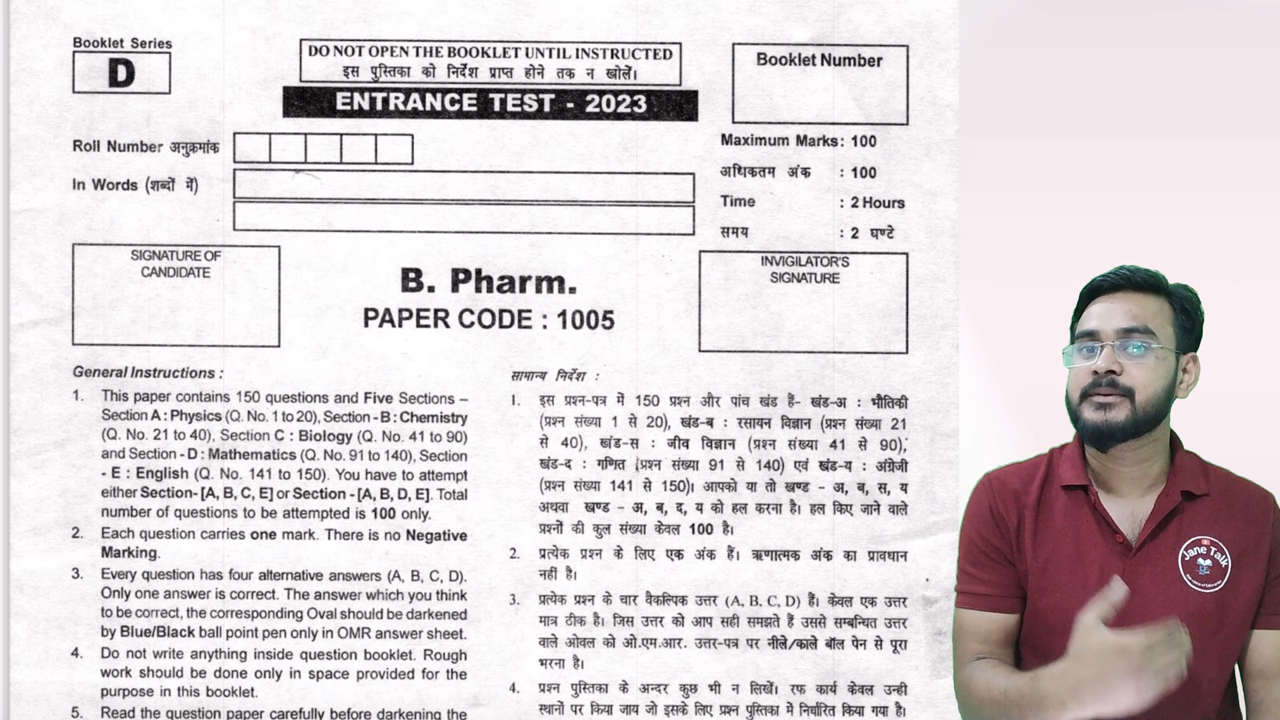 Booklet Series
D
DO NOT OPEN THE BOOKLET UNTIL INSTRUCTED
इस पुस्तिका को निर्देश प्राप्त होने तक न खोलें।
ENTRANCE TEST - 2023
Booklet Number
Roll Number अनुक्रमांक
In Words (शब्दों में)
Maximum Marks: 100
अधिकतम अंक : 100
Time : 2 Hours
समय : 2 घण्टे
SIGNATURE OF
CANDIDATE
B. Pharm.
PAPER CODE : 1005
INVIGILATOR'S
SIGNATURE
General Instructions :
1. This paper contains 150 questions and Five Sections –
Section A : Physics (Q. No. 1 to 20), Section - B : Chemistry
(Q. No. 21 to 40), Section C : Biology (Q. No. 41 to 90)
and Section - D : Mathematics (Q. No. 91 to 140), Section
- E : English (Q. No. 141 to 150). You have to attempt
either Section- [A, B, C, E] or Section - [A, B, D, E]. Total
number of questions to be attempted is 100 only.
2. Each question carries one mark. There is no Negative
Marking.
3. Every question has four alternative answers (A, B, C, D).
Only one answer is correct. The answer which you think
to be correct, the corresponding Oval should be darkened
by Blue/Black ball point pen only in OMR answer sheet.
4. Do not write anything inside question booklet. Rough
work should be done only in space provided for the
purpose in this booklet.
5. Read the question paper carefully before darkening the
सामान्य निर्देश :
1. इस प्रश्न-पत्र में 150 प्रश्न और पांच खंड हैं- खंड-अ : भौतिकी
(प्रश्न संख्या 1 से 20), खंड-ब : रसायन विज्ञान (प्रश्न संख्या 21
से 40), खंड-स : जीव विज्ञान (प्रश्न संख्या 41 से 90),
खंड-द : गणित (प्रश्न संख्या 91 से 140) एवं खंड-य : अंग्रेजी
(प्रश्न संख्या 141 से 150)। आपको या तो खण्ड - अ, ब, स, य
अथवा खण्ड - अ, ब, द, य को हल करना है। हल किए जाने वाले
प्रश्नों की कुल संख्या केवल 100 है।
2. प्रत्येक प्रश्न के लिए एक अंक हैं। ऋणात्मक अंक का प्रावधान
नहीं है।
3. प्रत्येक प्रश्न के चार वैकल्पिक उत्तर (A, B, C, D) हैं। केवल एक उत्तर
मात्र ठीक है। जिस उत्तर को आप सही समझते हैं उससे सम्बन्धित उत्तर
वाले ओवल को ओ.एम.आर. उत्तर-पत्र पर नीले/काले बॉल पेन से पूरा
भरना है।
4. प्रश्न पुस्तिका के अन्दर कुछ भी न लिखें। रफ कार्य केवल उन्ही
स्थानों पर किया जाय जो इसके लिए प्रश्न पुस्तिका में निर्धारित किया गया है।
Jane Talk